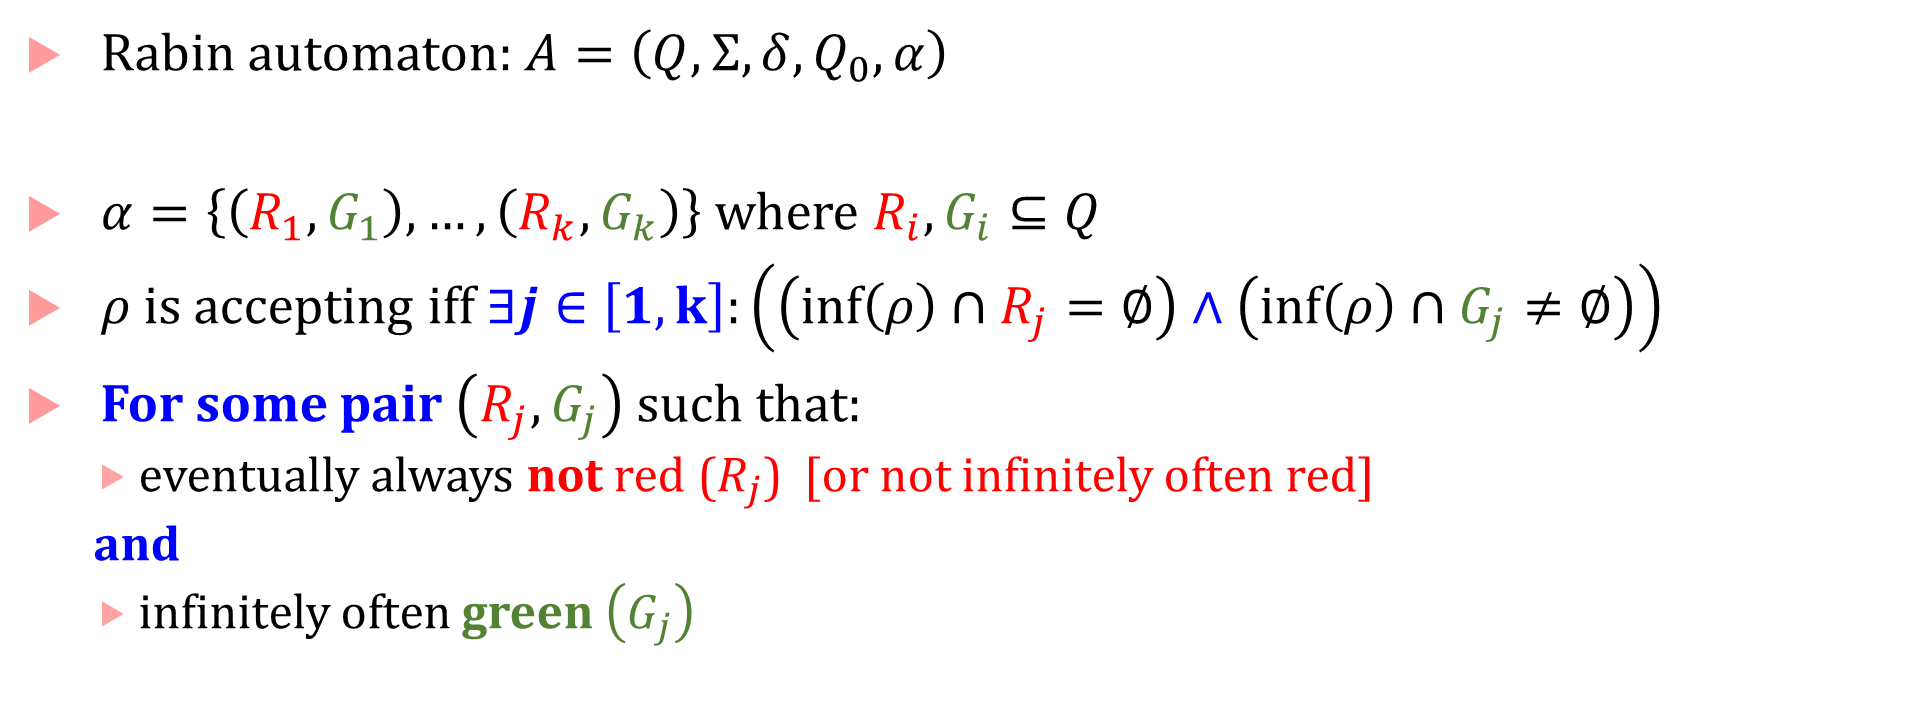 Rabin automaton: A = (Q, Σ, δ, Q₀, α)
α = {(R₁, G₁), … , (Rₖ, Gₖ)} where Rᵢ, Gᵢ ⊆ Q
ρ is accepting iff ∃j ∈ [1, k]: ((inf(ρ) ∩ Rⱼ = ∅) ∧ (inf(ρ) ∩ Gⱼ ≠ ∅))
For some pair (Rⱼ, Gⱼ) such that:
eventually always not red (Rⱼ) [or not infinitely often red]
and
infinitely often green (Gⱼ)